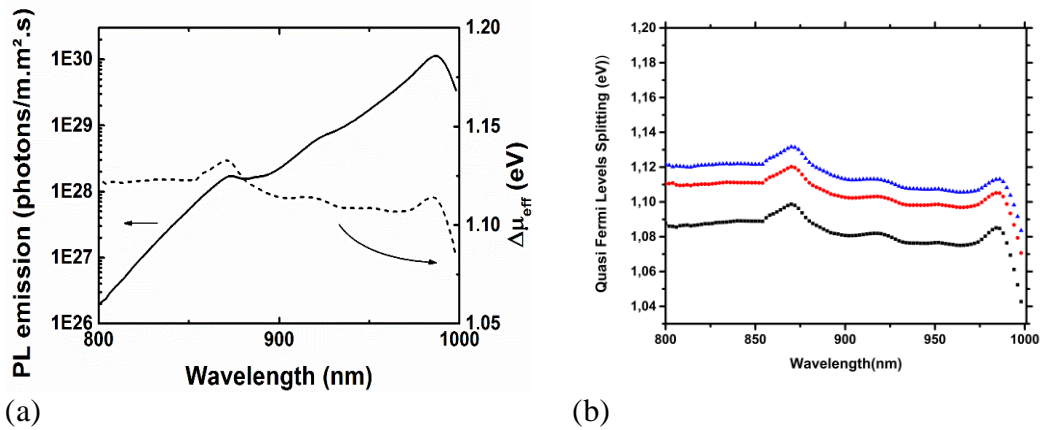 PL emission (photons/m.m².s)
1E30
1E29
1E28
1E27
1E26
1.20
1.15
1.10
1.05
Δμeff (eV)
800
900
1000
Wavelength (nm)
(a)
Quasi Fermi Levels Splitting (eV))
1,20
1,18
1,16
1,14
1,12
1,10
1,08
1,06
1,04
800
850
900
950
1000
Wavelength(nm)
(b)